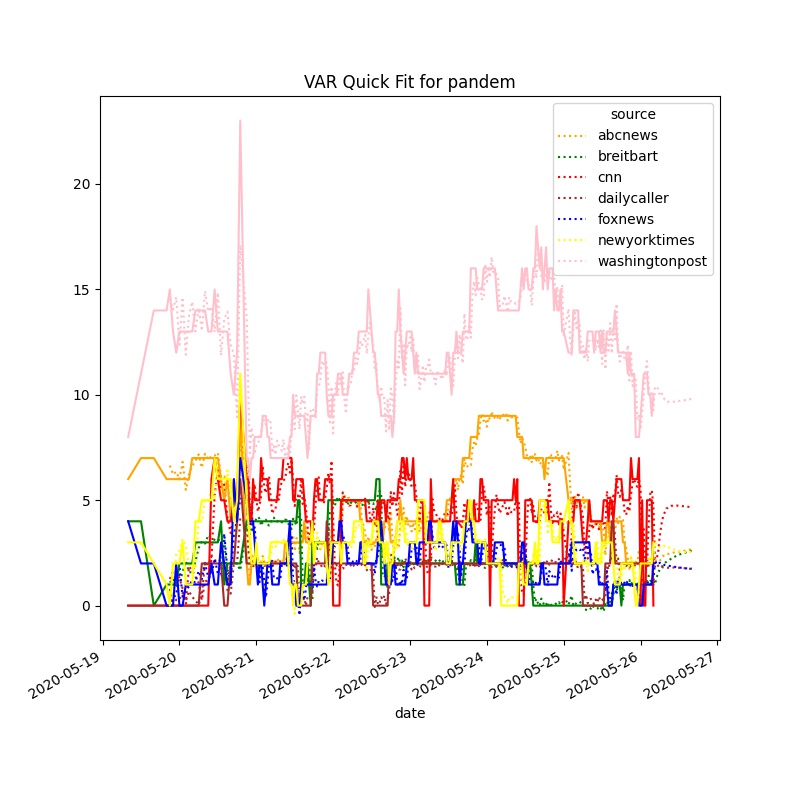 VAR Quick Fit for pandem
source
abcnews
breitbart
cnn
dailycaller
foxnews
newyorktimes
washingtonpost
20
15
10
5
0
2020-05-19
2020-05-20
2020-05-21
2020-05-22
2020-05-23
2020-05-24
2020-05-25
2020-05-26
2020-05-27
date